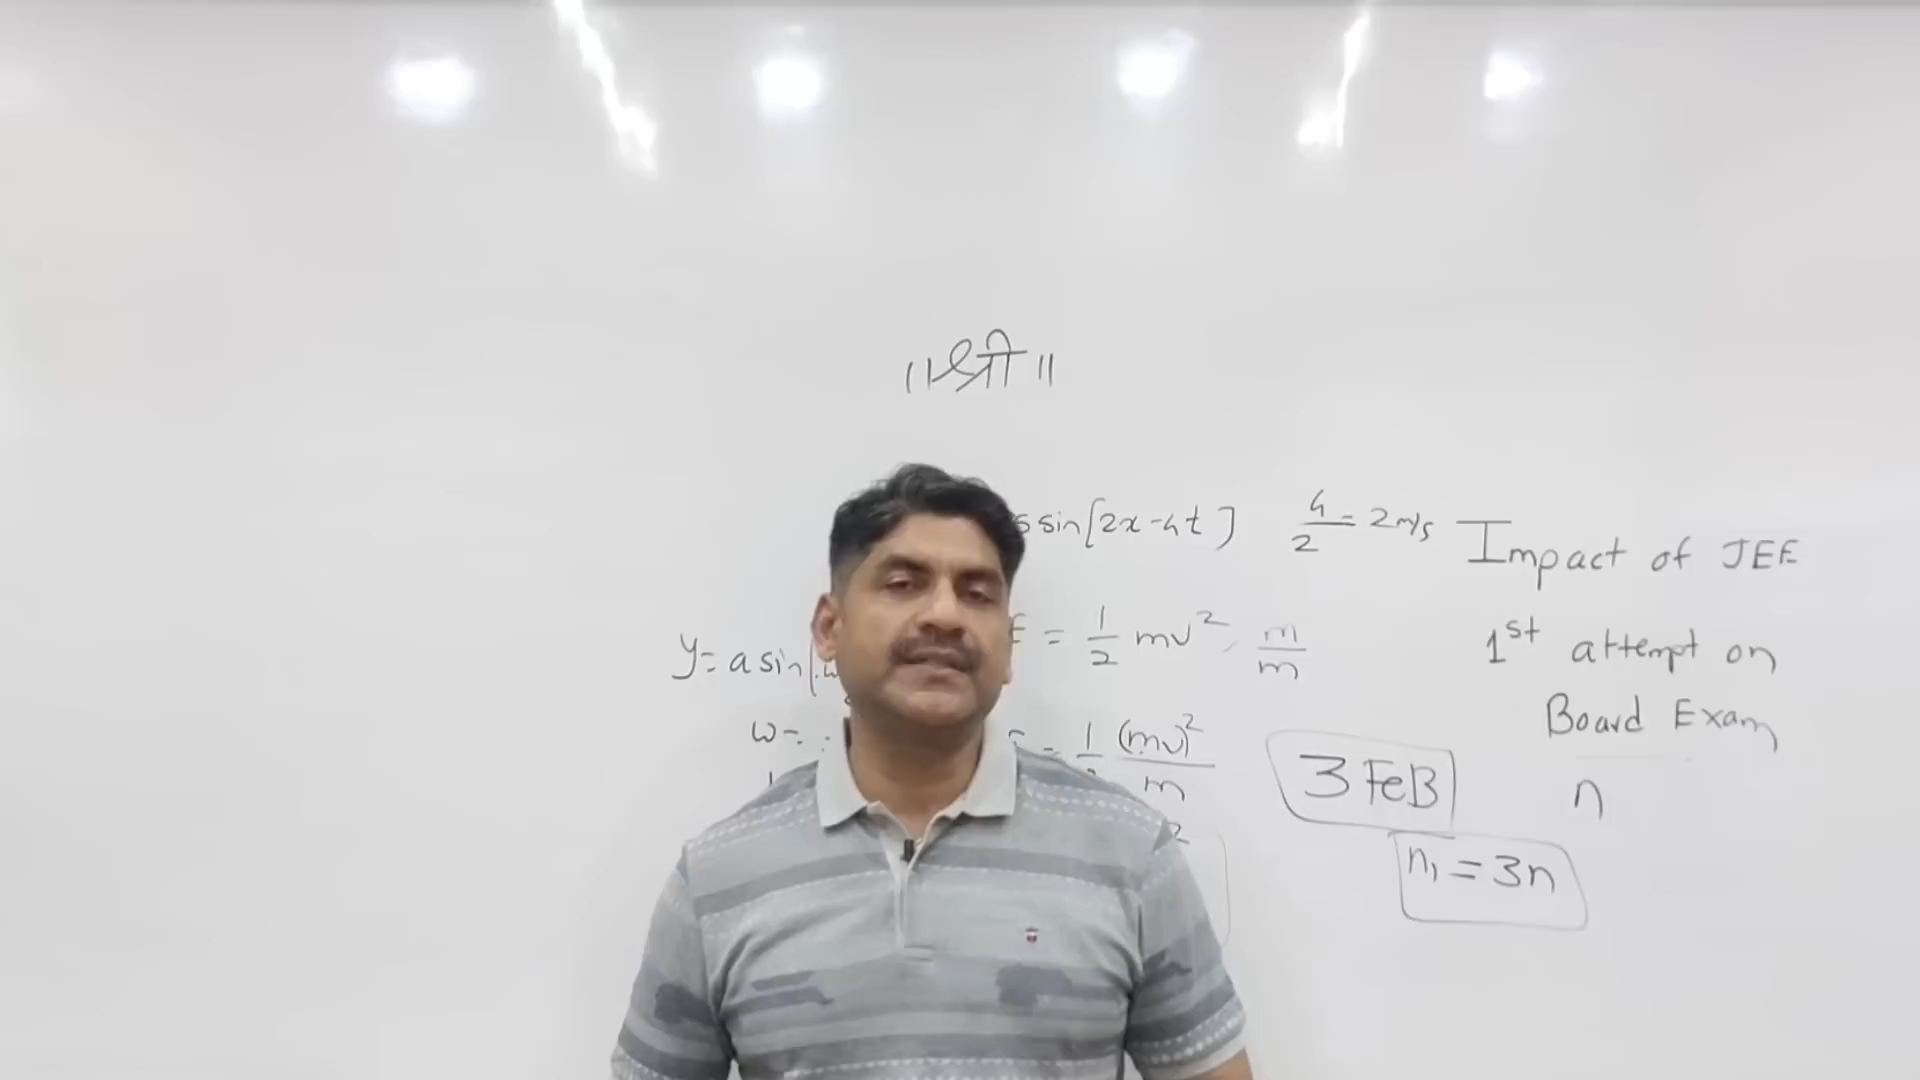 ॥श्री॥
sin[2x-4t] 4/2 = 2m/s
Impact of JEE
1st attempt on
Board Exam
n
y = a sin(
= 1/2 mv² m/m
ω =
= 1/2 (mv)²/m
3 FeB
n₁ = 3n